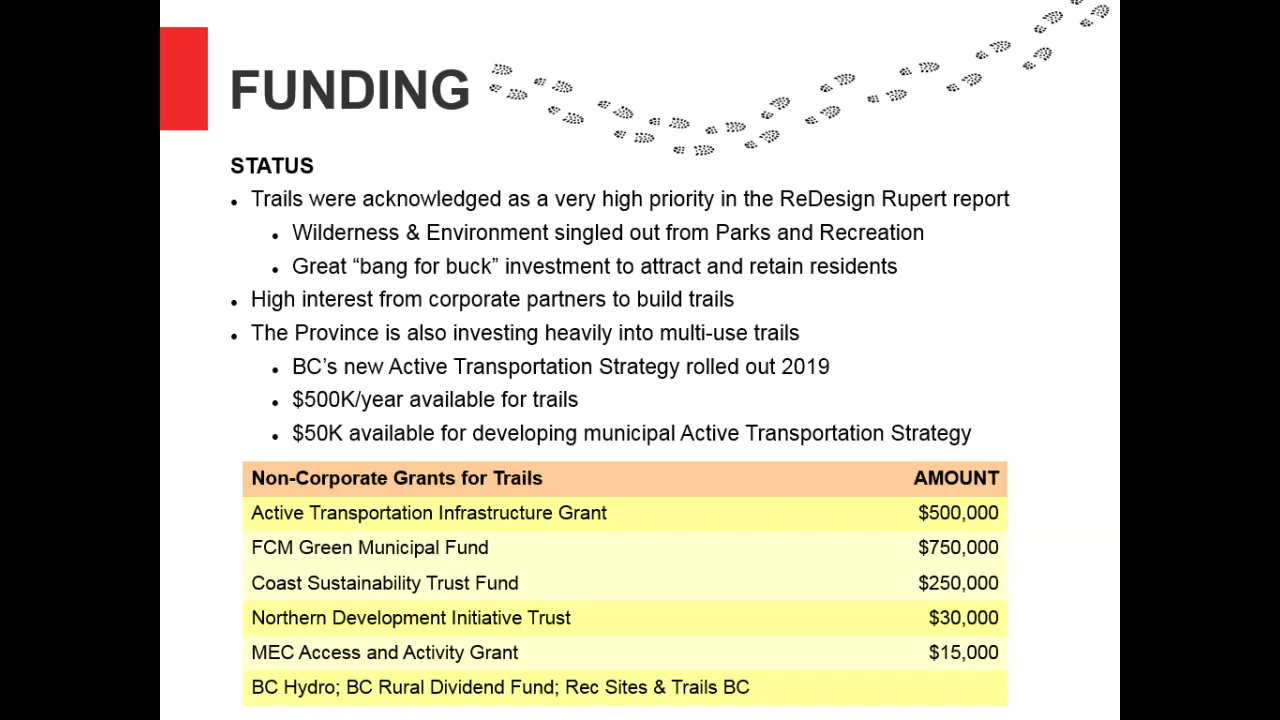 FUNDING
STATUS
• Trails were acknowledged as a very high priority in the ReDesign Rupert report
• Wilderness & Environment singled out from Parks and Recreation
• Great “bang for buck” investment to attract and retain residents
• High interest from corporate partners to build trails
• The Province is also investing heavily into multi-use trails
• BC’s new Active Transportation Strategy rolled out 2019
• $500K/year available for trails
• $50K available for developing municipal Active Transportation Strategy
Non-Corporate Grants for Trails AMOUNT
Active Transportation Infrastructure Grant $500,000
FCM Green Municipal Fund $750,000
Coast Sustainability Trust Fund $250,000
Northern Development Initiative Trust $30,000
MEC Access and Activity Grant $15,000
BC Hydro; BC Rural Dividend Fund; Rec Sites & Trails BC